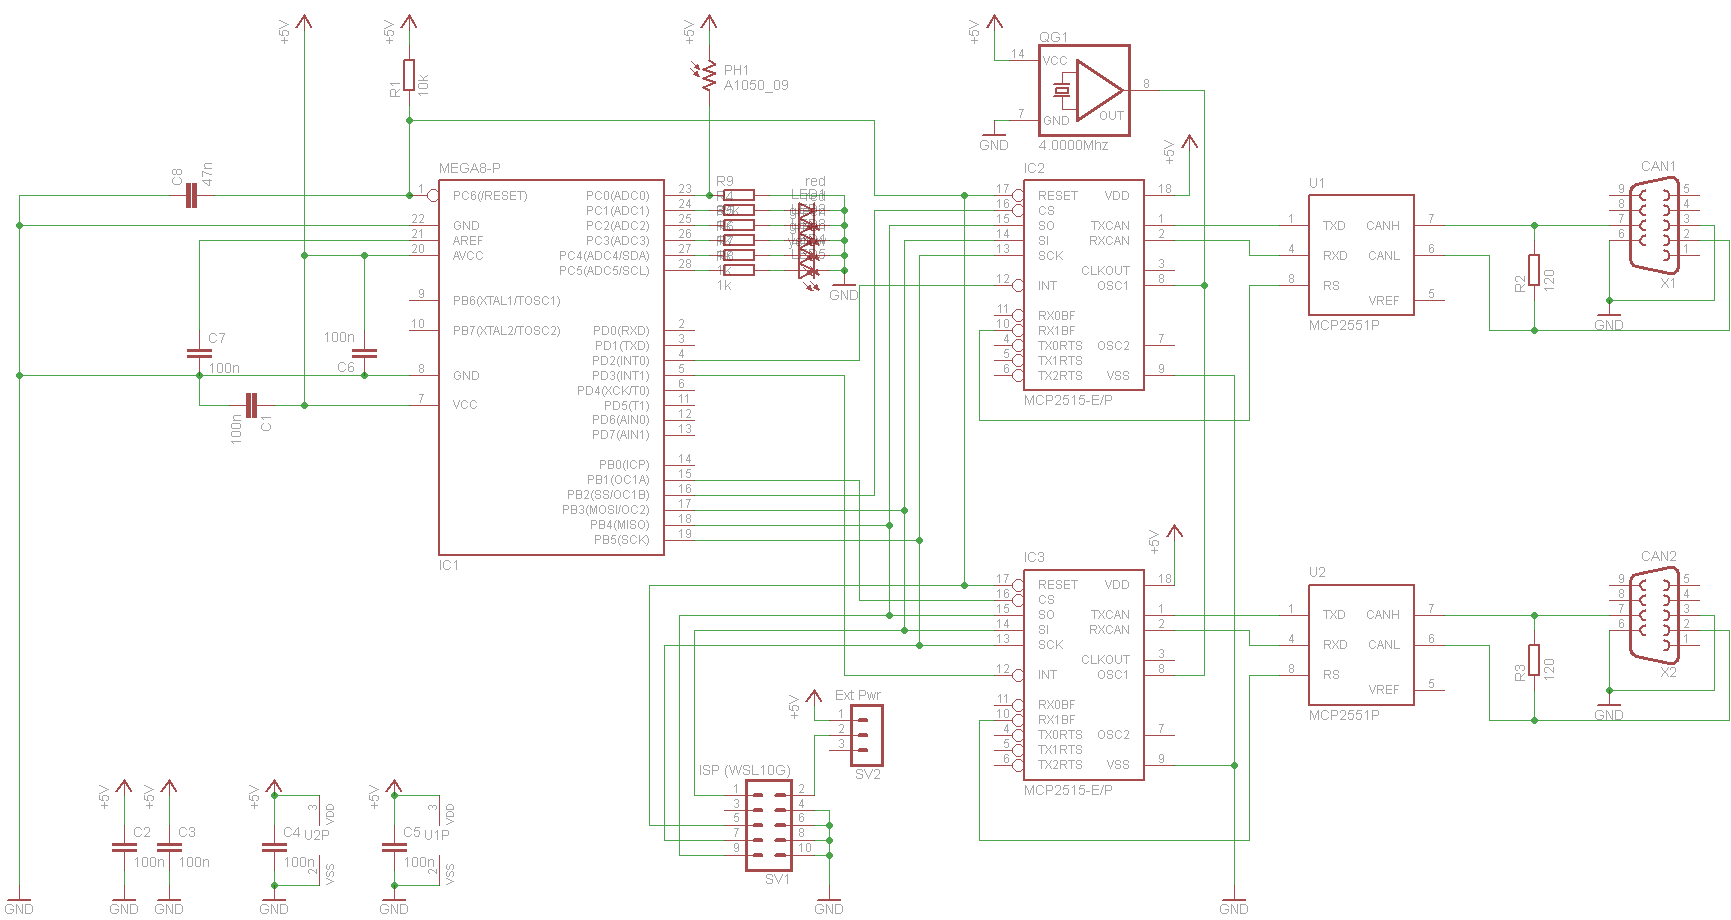 +5V
+5V
+5V
+5V
QG1
14
VCC
8
7
GND
OUT
GND
4.0000Mhz
R1
10k
PH1
A1050_09
C8
47n
MEGA8-P
IC1
1
PC6(/RESET)
22
GND
21
AREF
20
AVCC
9
PB6(XTAL1/TOSC1)
10
PB7(XTAL2/TOSC2)
8
GND
7
VCC
PC0(ADC0)
23
PC1(ADC1)
24
PC2(ADC2)
25
PC3(ADC3)
26
PC4(ADC4/SDA)
27
PC5(ADC5/SCL)
28
PD0(RXD)
2
PD1(TXD)
3
PD2(INT0)
4
PD3(INT1)
5
PD4(XCK/T0)
6
PD5(T1)
11
PD6(AIN0)
12
PD7(AIN1)
13
PB0(ICP)
14
PB1(OC1A)
15
PB2(SS/OC1B)
16
PB3(MOSI/OC2)
17
PB4(MISO)
18
PB5(SCK)
19
R9
red
1k
GND
C7
100n
100n
C6
100n
C1
IC2
+5V
17
RESET
VDD
18
16
CS
15
SO
TXCAN
1
14
SI
RXCAN
2
13
SCK
CLKOUT
3
12
INT
OSC1
8
11
RX0BF
10
RX1BF
4
TX0RTS
OSC2
7
5
TX1RTS
6
TX2RTS
VSS
9
MCP2515-E/P
U1
1
TXD
CANH
7
4
RXD
CANL
6
8
RS
VREF
5
MCP2551P
R2
120
CAN1
9
5
8
4
7
3
6
2
1
X1
GND
IC3
+5V
17
RESET
VDD
18
16
CS
15
SO
TXCAN
1
14
SI
RXCAN
2
13
SCK
CLKOUT
3
12
INT
OSC1
8
11
RX0BF
10
RX1BF
4
TX0RTS
OSC2
7
5
TX1RTS
6
TX2RTS
VSS
9
MCP2515-E/P
U2
1
TXD
CANH
7
4
RXD
CANL
6
8
RS
VREF
5
MCP2551P
R3
120
CAN2
9
5
8
4
7
3
6
2
1
X2
GND
+5V
Ext Pwr
1
2
3
SV2
ISP (WSL10G)
1
2
3
4
5
6
7
8
9
10
SV1
GND
GND
GND
+5V
C2
100n
GND
+5V
C3
100n
GND
+5V
C4
100n
3
VDD
U2P
2
VSS
GND
+5V
C5
100n
3
VDD
U1P
2
VSS
GND